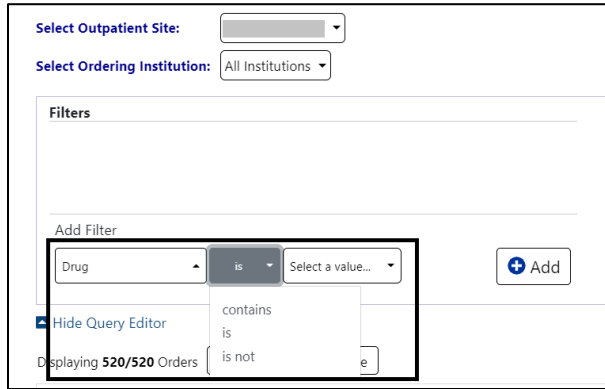 Select Outpatient Site:
Select Ordering Institution: All Institutions
Filters
Add Filter
Drug is Select a value... Add
contains
Hide Query Editor
is
is not
Displaying 520/520 Orders